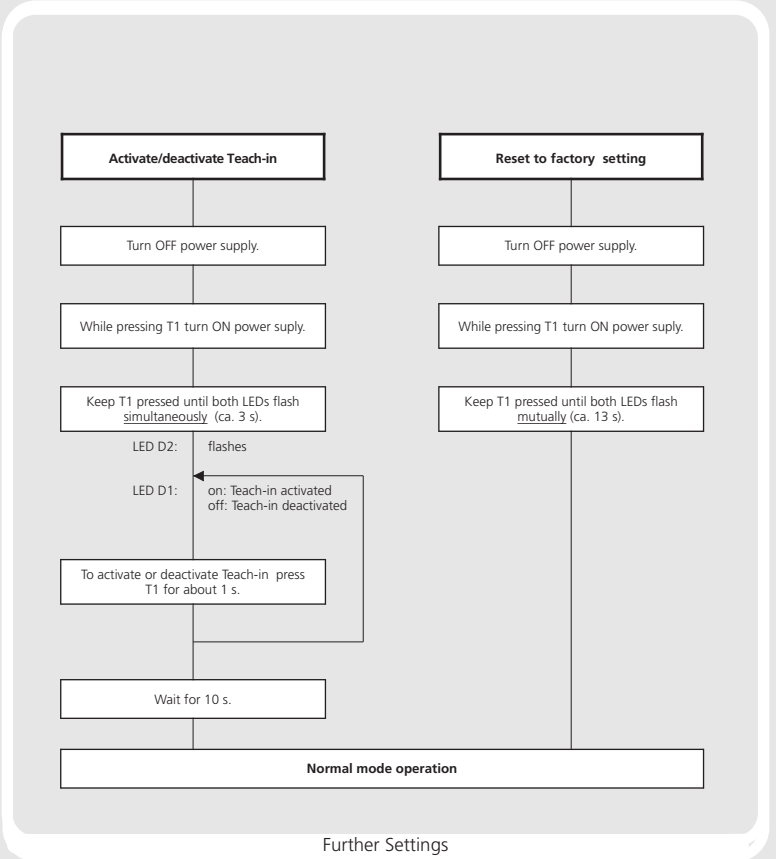 Activate/deactivate Teach-in
Turn OFF power supply.
While pressing T1 turn ON power suply.
Keep T1 pressed until both LEDs flash
simultaneously (ca. 3 s).
LED D2: flashes
LED D1: on: Teach-in activated
off: Teach-in deactivated
To activate or deactivate Teach-in press
T1 for about 1 s.
Wait for 10 s.
Reset to factory setting
Turn OFF power supply.
While pressing T1 turn ON power suply.
Keep T1 pressed until both LEDs flash
mutually (ca. 13 s).
Normal mode operation
Further Settings